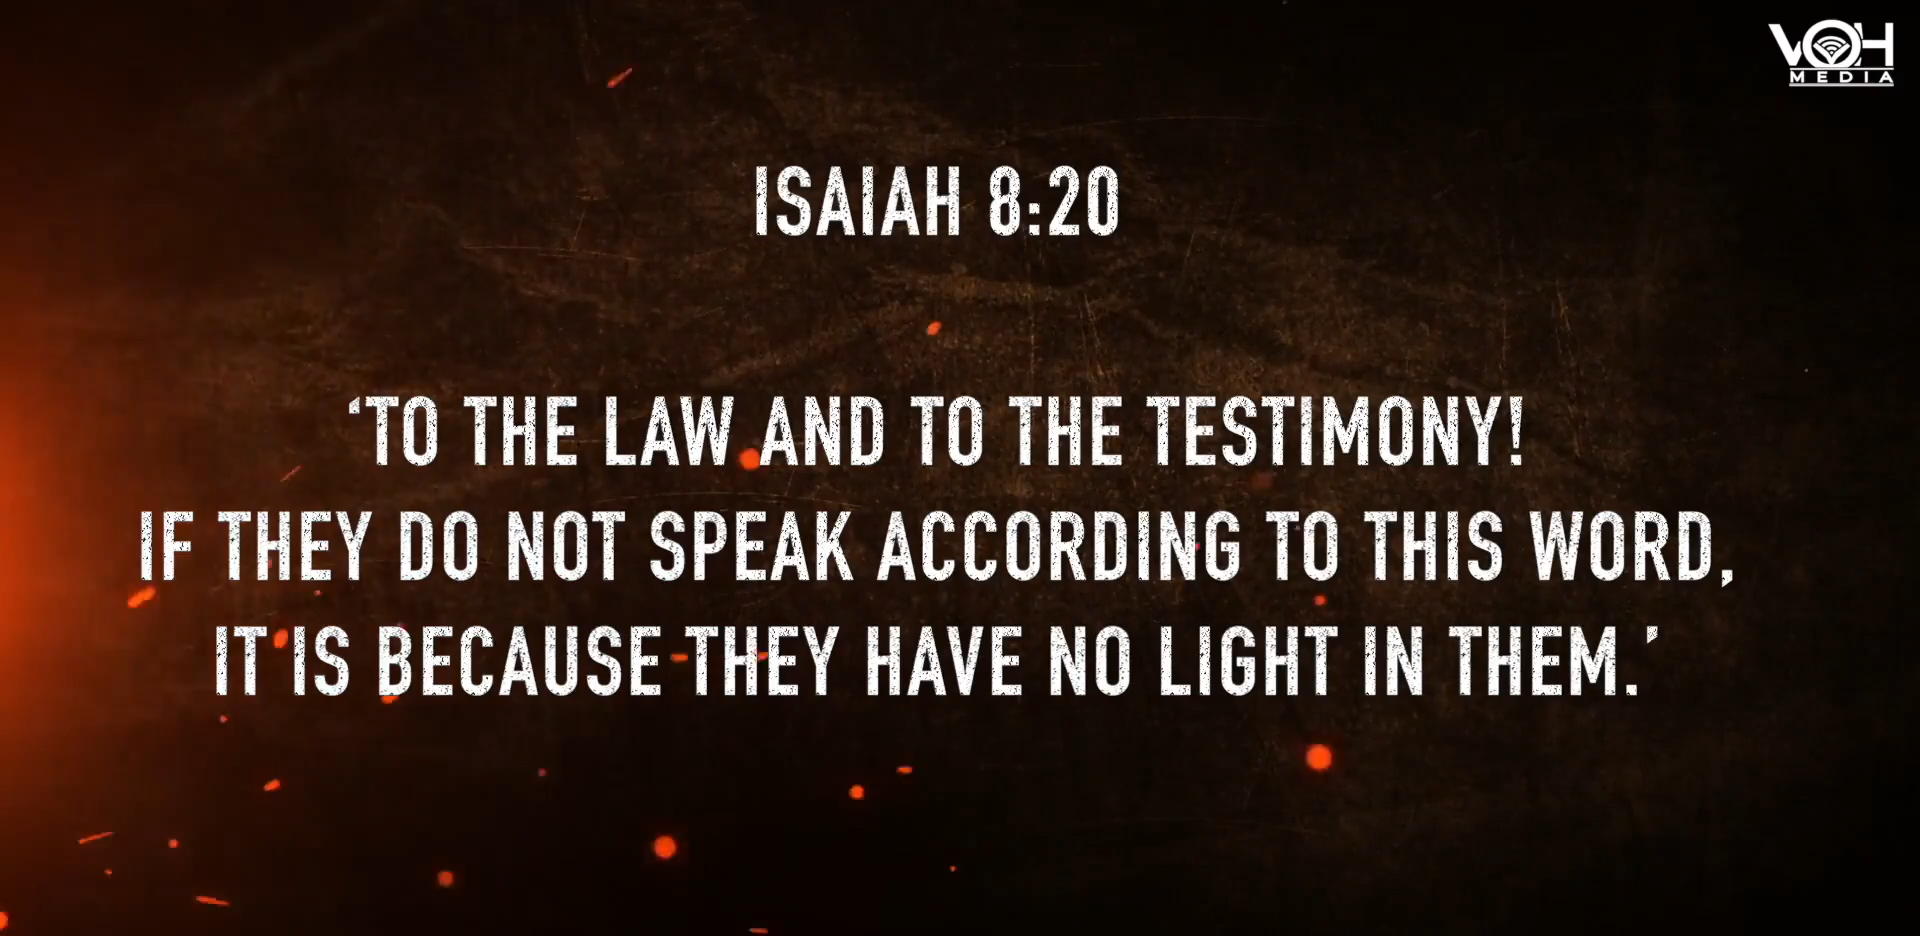 VOH
MEDIA
ISAIAH 8:20
‘TO THE LAW AND TO THE TESTIMONY!
IF THEY DO NOT SPEAK ACCORDING TO THIS WORD,
IT IS BECAUSE THEY HAVE NO LIGHT IN THEM.’